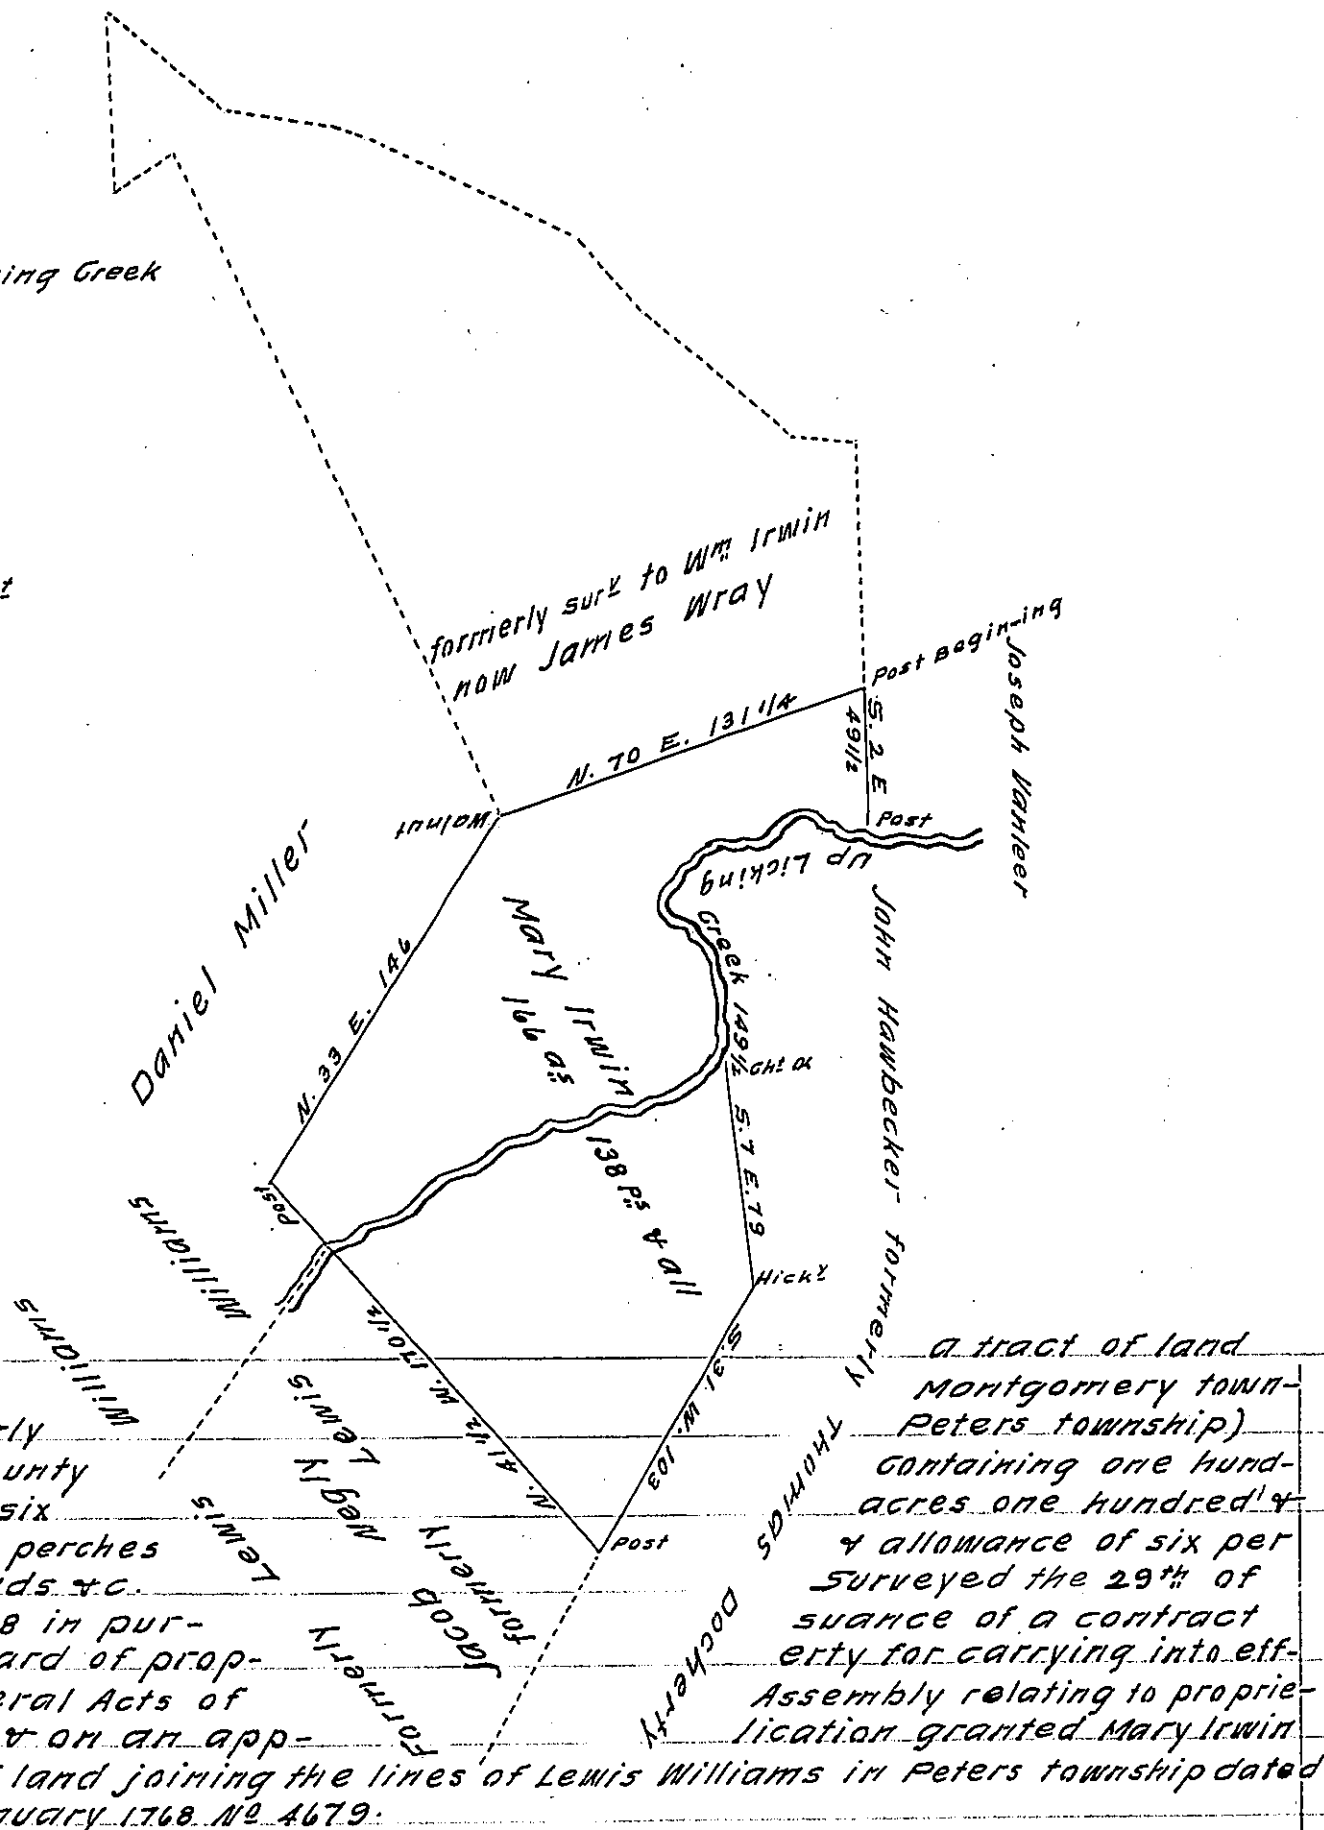 ing Creek
t
formerly surỵ to Wm Irwin
now James Wray
Post Begin-ing
Joseph Vanleer
N. 70 E. 131 1/4
S. 2 E
49 1/2
Walnut
Post
Up Licking
Creek 149 1/2
Daniel Miller
Mary Irwin
166 as
138 Ps & all
N. 33 E. 146
Cht Ok
S. 7 E. 79
John Hawbecker formerly
Thomas Docherty
Post
Hicky
S. 31. W. 103
N. 41 1/2 W. 170 1/2
Post
Williams
Lewis
Negly
Jacob
formerly
Williams
Lewis
Formerly
a tract of land
Montgomery town-
rly Peters township)
unty containing one hund-
six acres one hundred &
perches & allowance of six per
ds &c. Surveyed the 29th of
8 in pur- suance of a contract
ard of prop- erty for carrying into eff-
eral Acts of Assembly relating to proprie-
& on an app- lication granted Mary Irwin
f land joining the lines of Lewis Williams in Peters township dated
nuary 1768 No 4679.